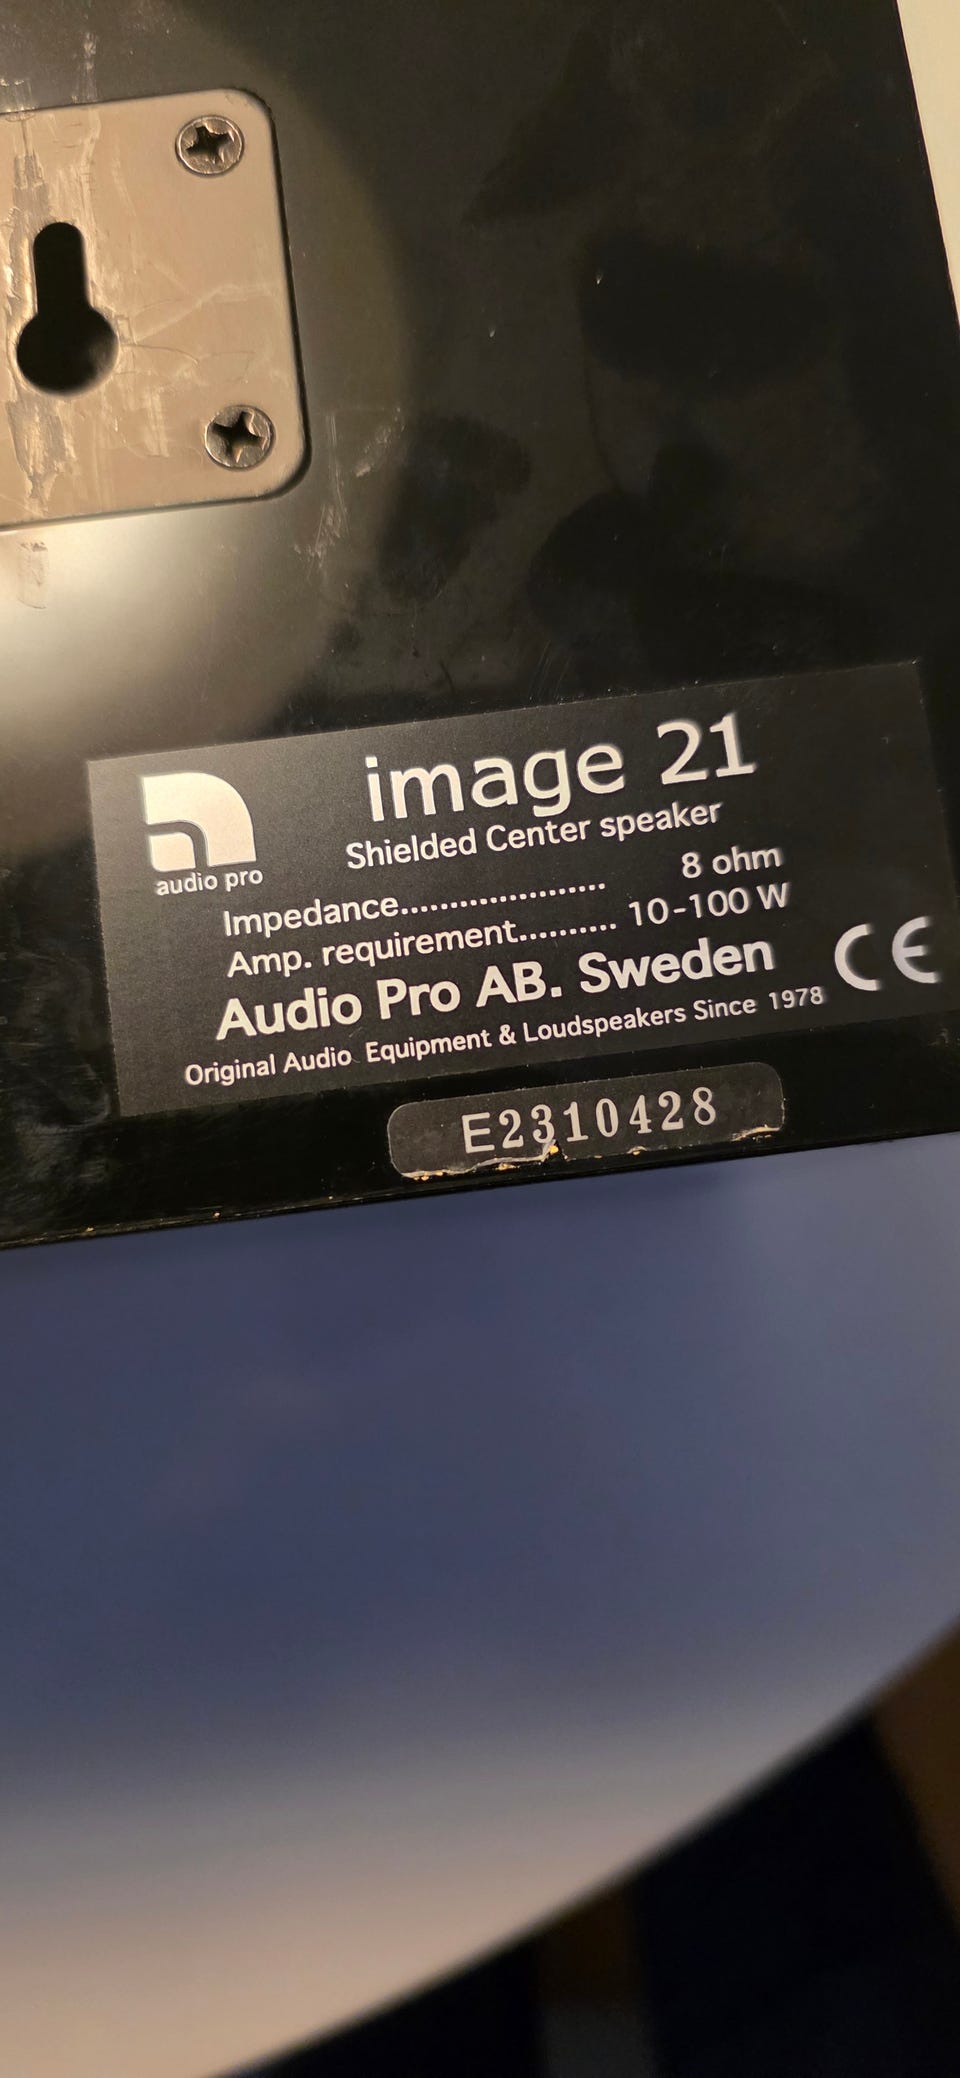 image 21
Shielded Center speaker
audio pro
Impedance..................... 8 ohm
Amp. requirement.......... 10-100 W
Audio Pro AB. Sweden
CE
Original Audio Equipment & Loudspeakers Since 1978
E2310428